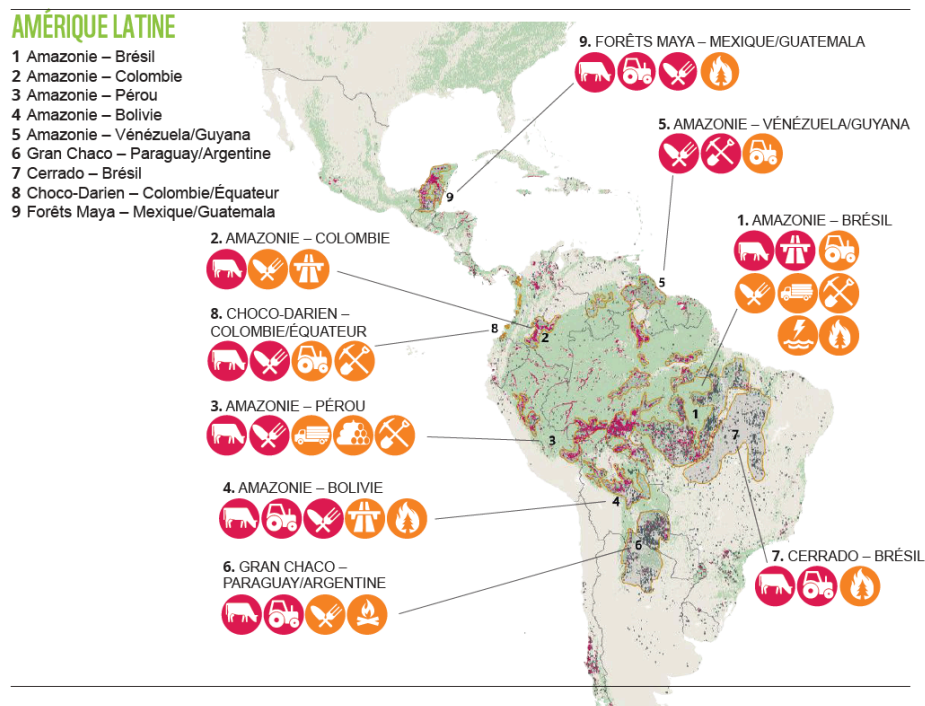 AMÉRIQUE LATINE
1 Amazonie – Brésil
2 Amazonie – Colombie
3 Amazonie – Pérou
4 Amazonie – Bolivie
5 Amazonie – Vénézuela/Guyana
6 Gran Chaco – Paraguay/Argentine
7 Cerrado – Brésil
8 Choco-Darien – Colombie/Équateur
9 Forêts Maya – Mexique/Guatemala
9. FORÊTS MAYA – MEXIQUE/GUATEMALA
5. AMAZONIE – VÉNÉZUELA/GUYANA
1. AMAZONIE – BRÉSIL
2. AMAZONIE – COLOMBIE
8. CHOCO-DARIEN –
COLOMBIE/ÉQUATEUR
3. AMAZONIE – PÉROU
4. AMAZONIE – BOLIVIE
6. GRAN CHACO –
PARAGUAY/ARGENTINE
7. CERRADO – BRÉSIL
9
5
8
2
1
7
3
4
6